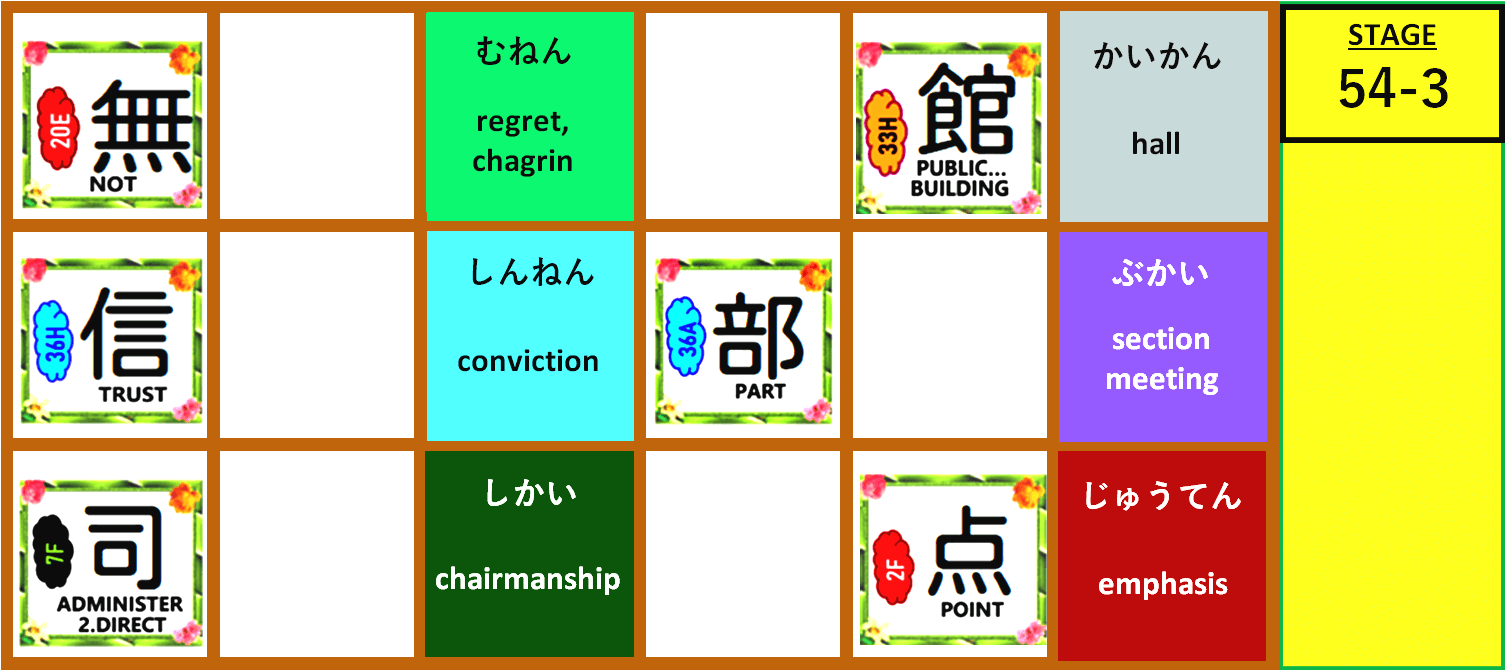 20E
無
NOT
むねん
regret,
chagrin
33H
館
PUBLIC...
BUILDING
かいかん
hall
STAGE
54-3
36H
信
TRUST
しんねん
conviction
36A
部
PART
ぶかい
section
meeting
7F
司
ADMINISTER
2.DIRECT
しかい
chairmanship
2F
点
POINT
じゅうてん
emphasis